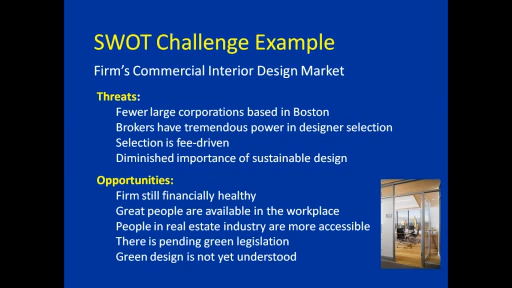 SWOT Challenge Example
Firm's Commercial Interior Design Market
Threats:
Fewer large corporations based in Boston
Brokers have tremendous power in designer selection
Selection is fee-driven
Diminished importance of sustainable design
Opportunities:
Firm still financially healthy
Great people are available in the workplace
People in real estate industry are more accessible
There is pending green legislation
Green design is not yet understood